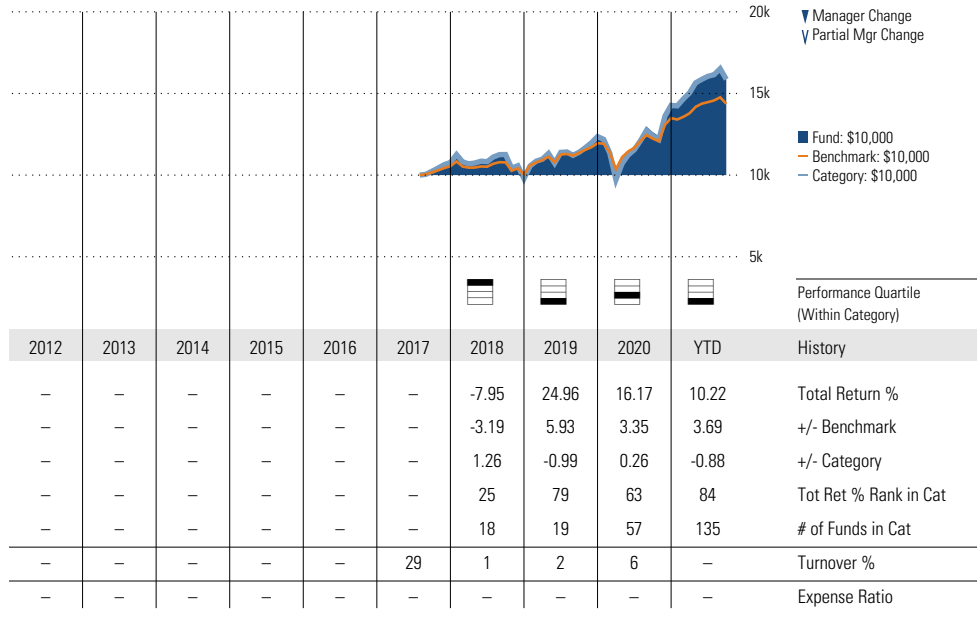 20k
Manager Change
Partial Mgr Change
15k
Fund: $10,000
Benchmark: $10,000
Category: $10,000
10k
5k
Performance Quartile
(Within Category)
2012 2013 2014 2015 2016 2017 2018 2019 2020 YTD History
– – – – – – -7.95 24.96 16.17 10.22 Total Return %
– – – – – – -3.19 5.93 3.35 3.69 +/- Benchmark
– – – – – – 1.26 -0.99 0.26 -0.88 +/- Category
– – – – – – 25 79 63 84 Tot Ret % Rank in Cat
– – – – – – 18 19 57 135 # of Funds in Cat
– – – – – 29 1 2 6 – Turnover %
– – – – – – – – – – Expense Ratio